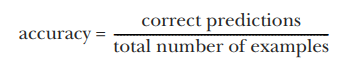 accuracy = correct predictions
total number of examples